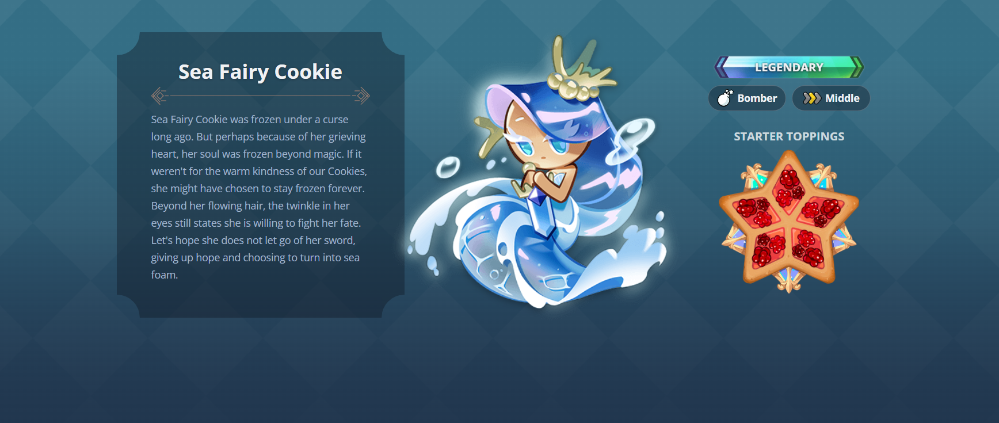 Sea Fairy Cookie
Sea Fairy Cookie was frozen under a curse
long ago. But perhaps because of her grieving
heart, her soul was frozen beyond magic. If it
weren't for the warm kindness of our Cookies,
she might have chosen to stay frozen forever.
Beyond her flowing hair, the twinkle in her
eyes still states she is willing to fight her fate.
Let's hope she does not let go of her sword,
giving up hope and choosing to turn into sea
foam.
LEGENDARY
Bomber Middle
STARTER TOPPINGS